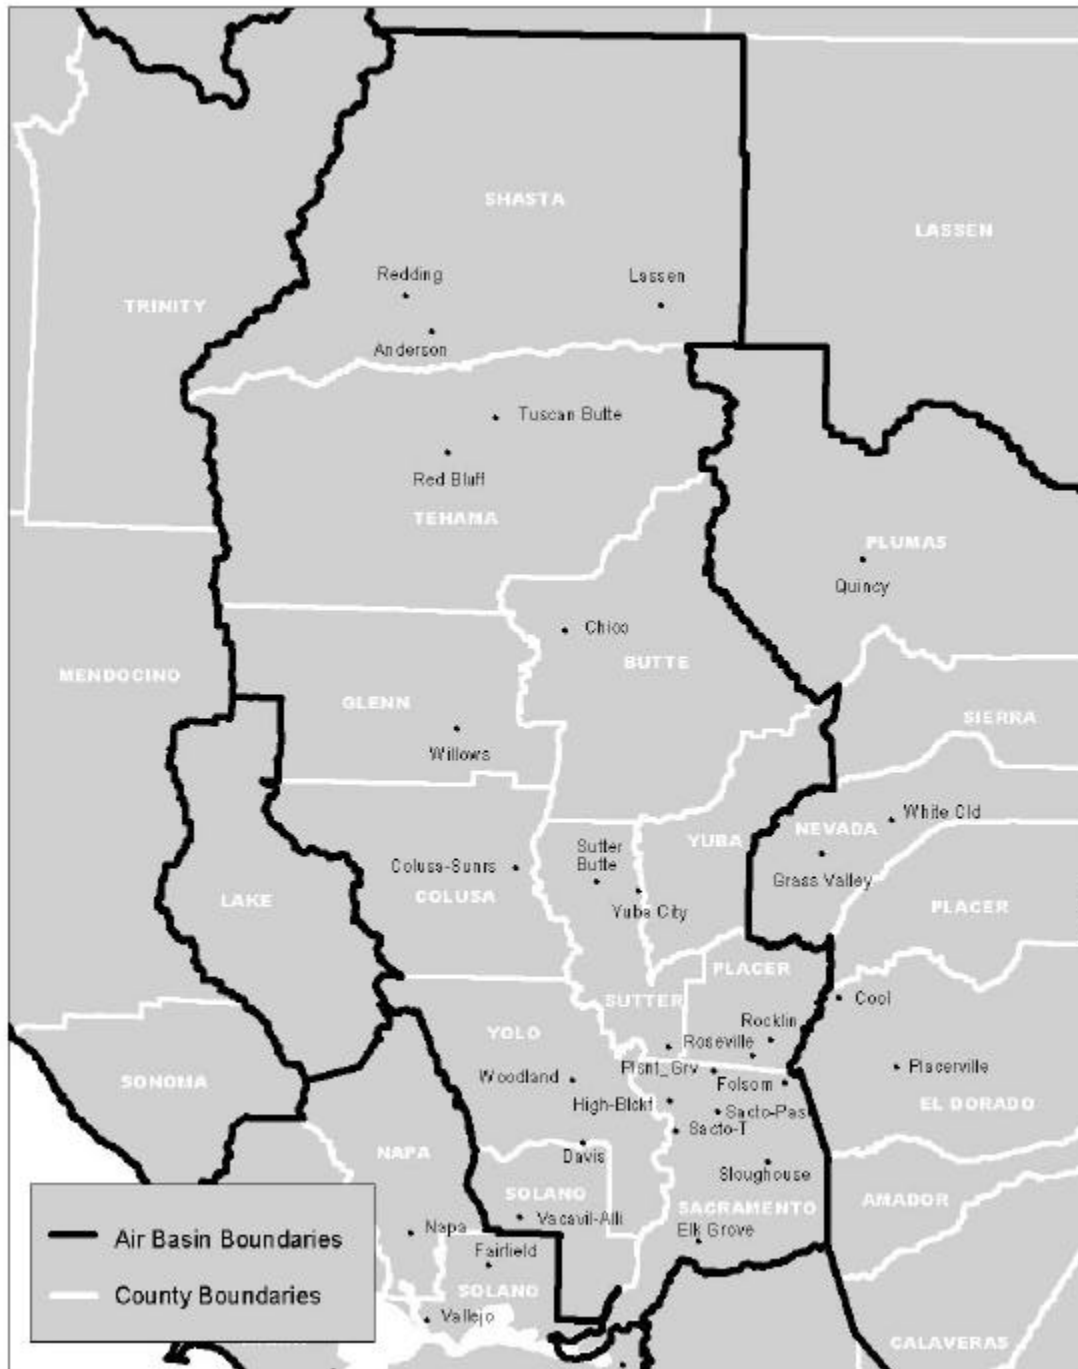 SHASTA
LASSEN
Redding
Lassen
TRINITY
Anderson
Tuscan Butte
Red Bluff
TEHAMA
PLUMAS
Quincy
Chico
BUTTE
MENDOCINO
GLENN
SIERRA
Willows
White Cld
NEVADA
YUBA
Sutter
Butte
Colusa-Sunrs
Grass Valley
COLUSA
LAKE
Yuba City
PLACER
PLACER
SUTTER
Cool
Rocklin
YOLO
Roseville
Plsnt_Grv
Placerville
Woodland
SONOMA
Folsom
High-Blckf
Sacto-Pas
EL DORADO
Sacto-T
NAPA
Davis
Sloughouse
SOLANO
AMADOR
SACRAMENTO
Vacavil-Alli
Napa
Elk Grove
Air Basin Boundaries
Fairfield
County Boundaries
SOLANO
Vallejo
CALAVERAS